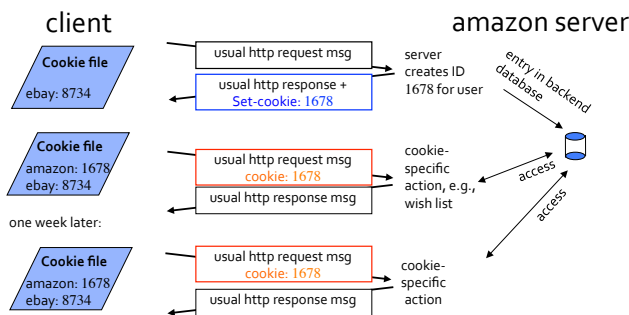 client
amazon server
Cookie file
ebay: 8734
usual http request msg
usual http response +
Set-cookie: 1678
server
creates ID
1678 for user
entry in backend
database
Cookie file
amazon: 1678
ebay: 8734
usual http request msg
cookie: 1678
usual http response msg
cookie-
specific
action, e.g.,
wish list
access
access
one week later:
Cookie file
amazon: 1678
ebay: 8734
usual http request msg
cookie: 1678
usual http response msg
cookie-
specific
action